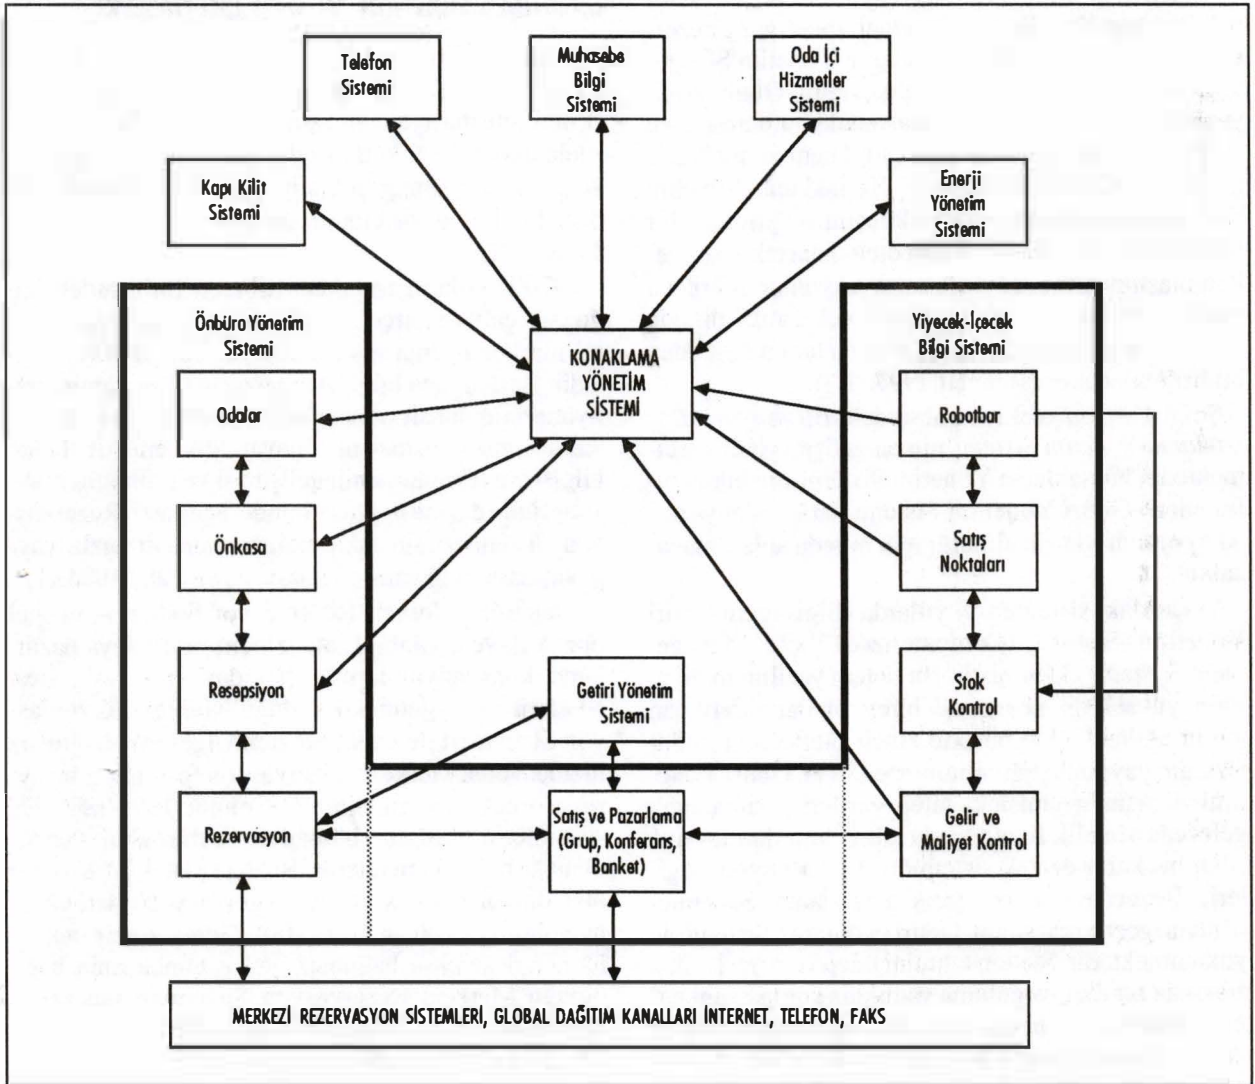 Telefon
Sistemi
Muhasebe
Bilgi
Sistemi
Oda İçi
Hizmetler
Sistemi
Kapı Kilit
Sistemi
Enerji
Yönetim
Sistemi
Önbüro Yönetim
Sistemi
KONAKLAMA
YÖNETİM
SİSTEMİ
Yiyecek-İçecek
Bilgi Sistemi
Odalar
Robotbar
Önkasa
Satış
Noktaları
Resepsiyon
Getiri Yönetim
Sistemi
Stok
Kontrol
Rezervasyon
Satış ve Pazarlama
(Grup, Konferans,
Banket)
Gelir ve
Maliyet Kontrol
MERKEZİ REZERVASYON SİSTEMLERİ, GLOBAL DAĞITIM KANALLARI İNTERNET, TELEFON, FAKS